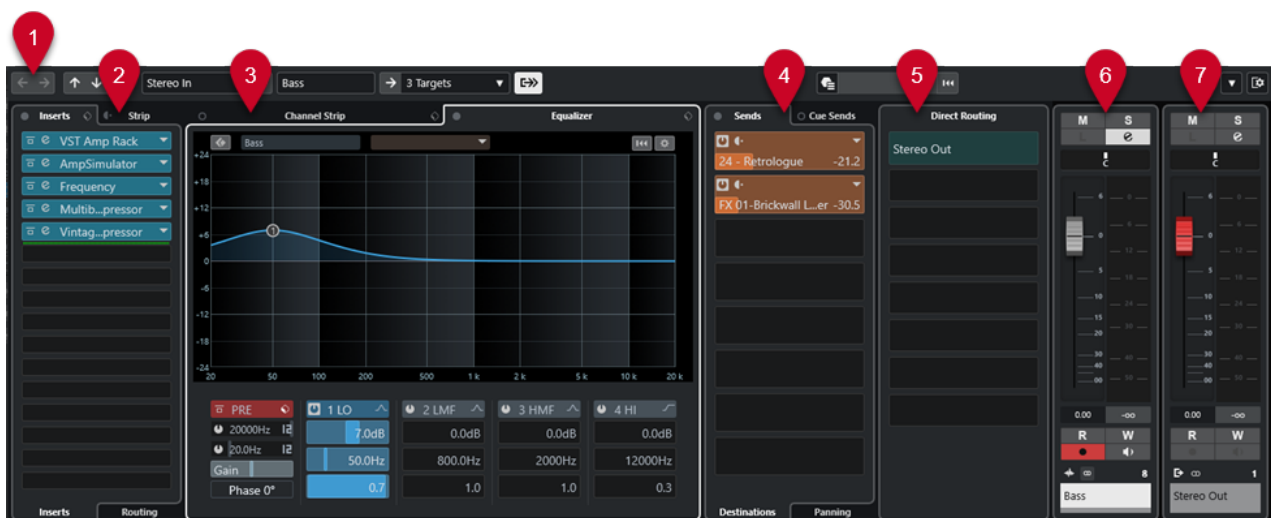 1
2
3
4
5
6
7
Stereo In
Bass
3 Targets
Inserts
Strip
Channel Strip
Equalizer
Sends
Cue Sends
Direct Routing
VST Amp Rack
AmpSimulator
Frequency
Multib...pressor
Vintag...pressor
Inserts
Routing
Bass
+24
+18
+12
+6
0
-6
-12
-18
-24
20
50
100
200
500
1 k
2 k
5 k
10 k
20 k
PRE
20000Hz
20.0Hz
Gain
Phase 0°
1 LO
7.0dB
50.0Hz
0.7
2 LMF
0.0dB
800.0Hz
1.0
3 HMF
0.0dB
2000Hz
1.0
4 HI
0.0dB
12000Hz
0.3
24 - Retrologue -21.2
FX 01-Brickwall L...er -30.5
Destinations
Panning
Stereo Out
M S
L e
C
6
0
5
10
15
20
30
40
00
0.00 -oo
R W
8
Bass
M S
L e
C
6
0
5
10
15
20
30
40
00
0.00 -oo
R W
1
Stereo Out